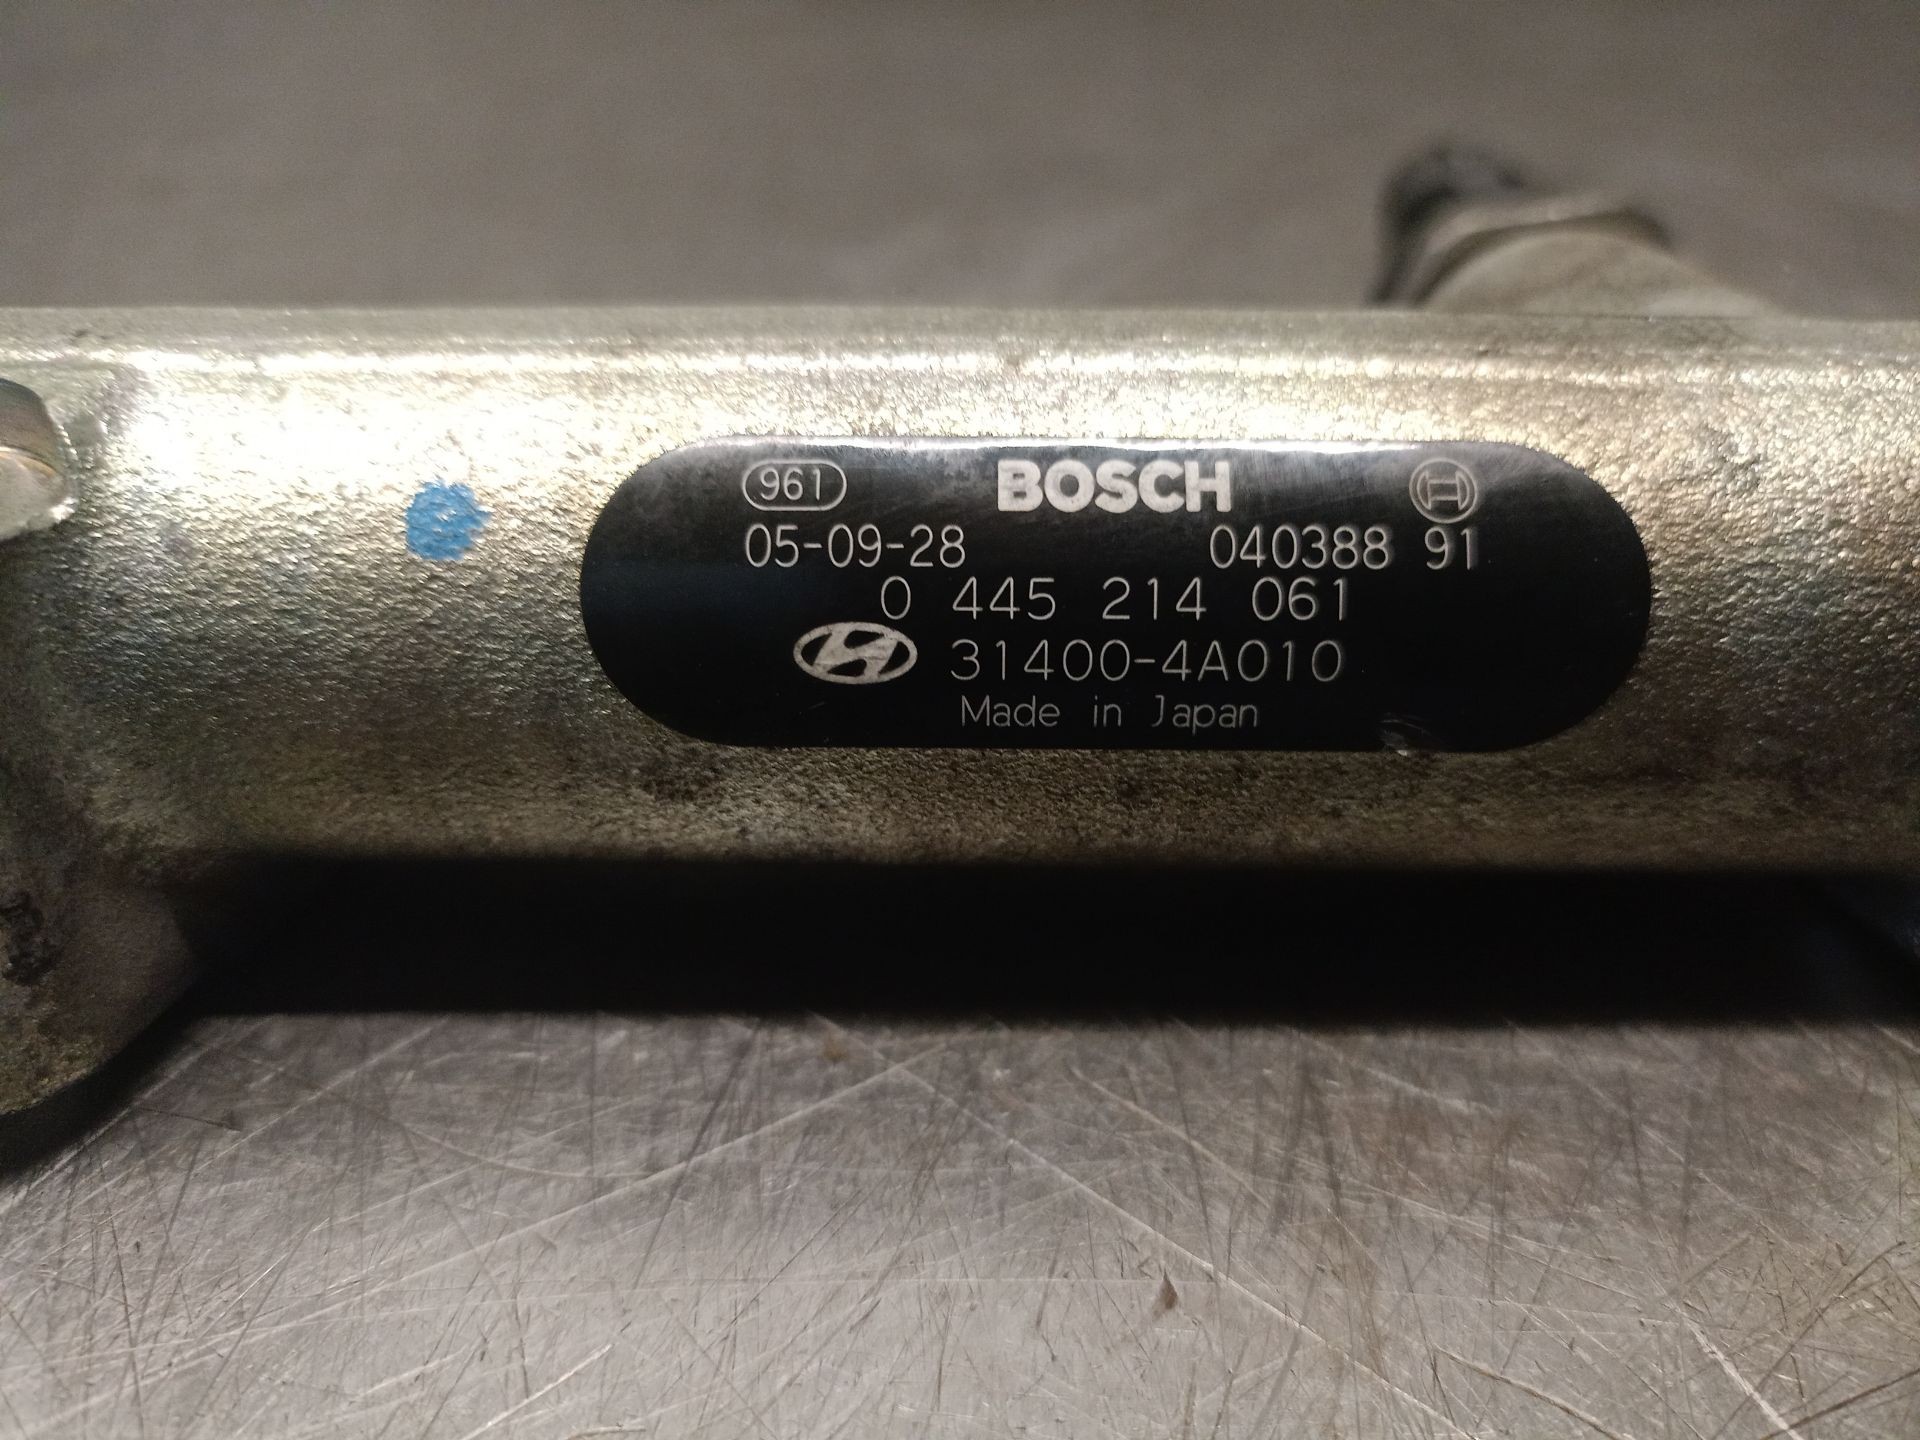 961 BOSCH
05-09-28 040388 91
0 445 214 061
31400-4A010
Made in Japan